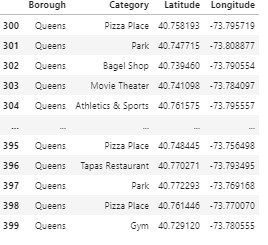 Borough Category Latitude Longitude
300 Queens Pizza Place 40.758193 -73.795719
301 Queens Park 40.747715 -73.808877
302 Queens Bagel Shop 40.739460 -73.790554
303 Queens Movie Theater 40.741098 -73.784097
304 Queens Athletics & Sports 40.761575 -73.795557
... ... ... ... ...
395 Queens Pizza Place 40.748445 -73.756498
396 Queens Tapas Restaurant 40.770271 -73.793495
397 Queens Park 40.772293 -73.769168
398 Queens Pizza Place 40.761446 -73.770070
399 Queens Gym 40.729120 -73.780555